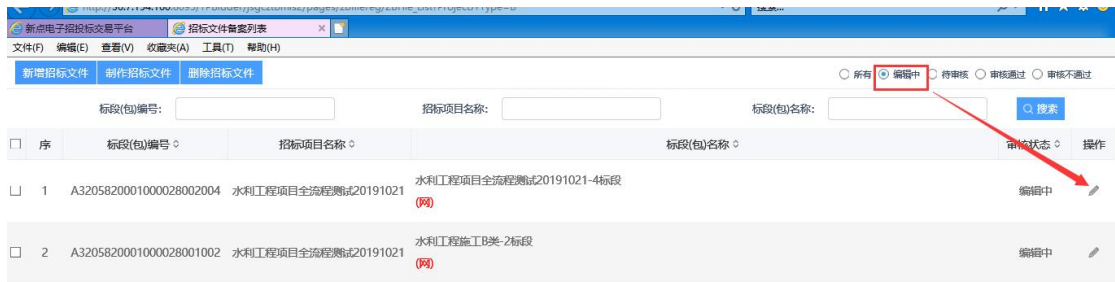 新点电子招投标交易平台 招标文件备案列表 ×
文件(F) 编辑(E) 查看(V) 收藏夹(A) 工具(T) 帮助(H)
新增招标文件 制作招标文件 删除招标文件 所有 编辑中 待审核 审核通过 审核不通过
标段(包)编号: 招标项目名称: 标段(包)名称: 搜索
序 标段(包)编号 招标项目名称 标段(包)名称 审核状态 操作
1 A3205820001000028002004 水利工程项目全流程测试20191021 水利工程项目全流程测试20191021-4标段 编辑中
(网)
2 A3205820001000028001002 水利工程项目全流程测试20191021 水利工程施工B类-2标段 编辑中
(网)